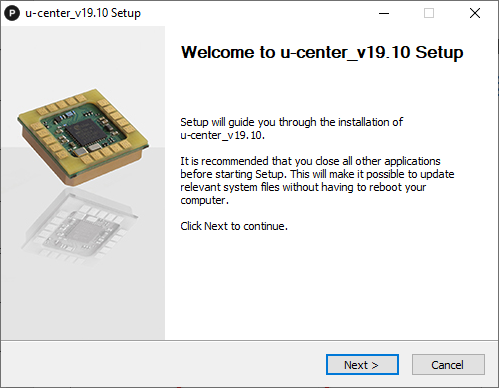 P u-center_v19.10 Setup
Welcome to u-center_v19.10 Setup
Setup will guide you through the installation of
u-center_v19.10.
It is recommended that you close all other applications
before starting Setup. This will make it possible to update
relevant system files without having to reboot your
computer.
Click Next to continue.
Next >
Cancel